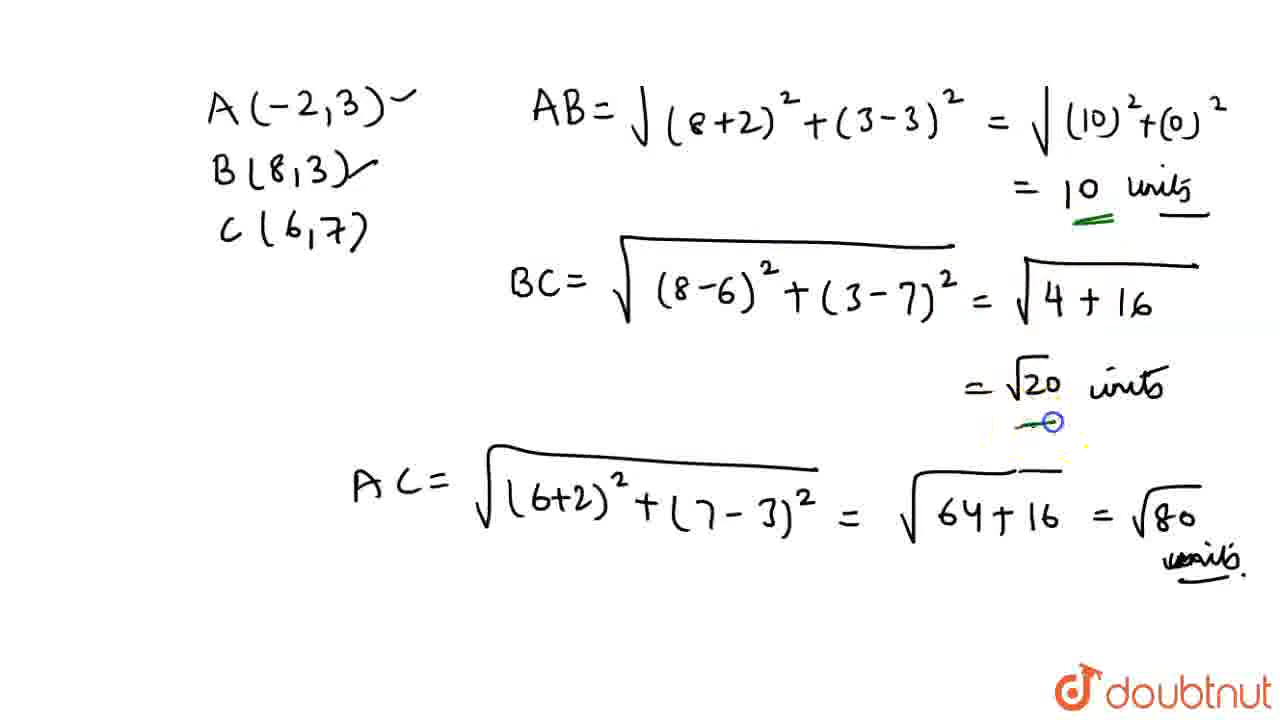 A(-2,3)✓
B(8,3)✓
C(6,7)
AB = √(8+2)² + (3-3)² = √(10)² + (0)²
= 10 units
BC = √(8-6)² + (3-7)² = √4 + 16
= √20 units
AC = √(6+2)² + (7-3)² = √64 + 16 = √80
units.
doubtnut